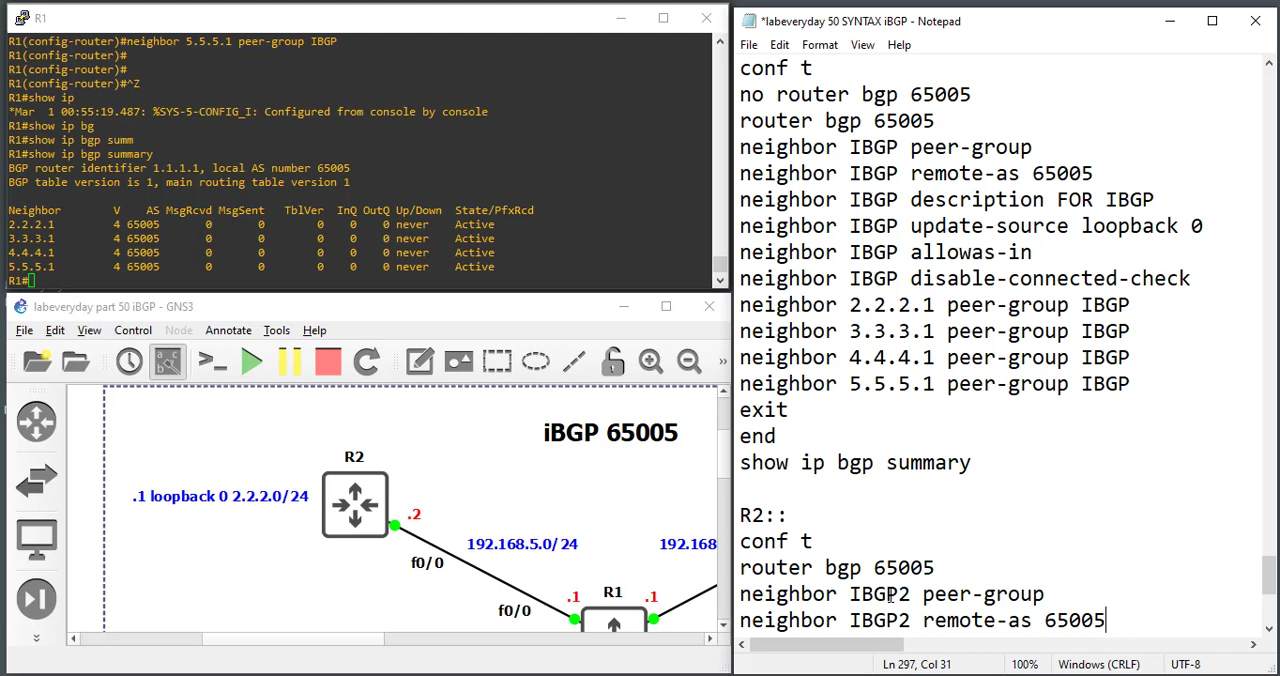 R1
R1(config-router)#neighbor 5.5.5.1 peer-group IBGP
R1(config-router)#
R1(config-router)#
R1(config-router)#^Z
R1#show ip
*Mar  1 00:55:19.487: %SYS-5-CONFIG_I: Configured from console by console
R1#show ip bg
R1#show ip bgp summ
R1#show ip bgp summary
BGP router identifier 1.1.1.1, local AS number 65005
BGP table version is 1, main routing table version 1
Neighbor V AS MsgRcvd MsgSent TblVer InQ OutQ Up/Down State/PfxRcd
2.2.2.1 4 65005 0 0 0 0 0 never Active
3.3.3.1 4 65005 0 0 0 0 0 never Active
4.4.4.1 4 65005 0 0 0 0 0 never Active
5.5.5.1 4 65005 0 0 0 0 0 never Active
R1#
labeveryday part 50 iBGP - GNS3
File Edit View Control Node Annotate Tools Help
iBGP 65005
R2
.1 loopback 0 2.2.2.0/24
.2
192.168.5.0/24
192.168
f0/0
R1
.1
.1
f0/0
*labeveryday 50 SYNTAX iBGP - Notepad
File Edit Format View Help
conf t
no router bgp 65005
router bgp 65005
neighbor IBGP peer-group
neighbor IBGP remote-as 65005
neighbor IBGP description FOR IBGP
neighbor IBGP update-source loopback 0
neighbor IBGP allowas-in
neighbor IBGP disable-connected-check
neighbor 2.2.2.1 peer-group IBGP
neighbor 3.3.3.1 peer-group IBGP
neighbor 4.4.4.1 peer-group IBGP
neighbor 5.5.5.1 peer-group IBGP
exit
end
show ip bgp summary
R2::
conf t
router bgp 65005
neighbor IBGP2 peer-group
neighbor IBGP2 remote-as 65005
Ln 297, Col 31 100% Windows (CRLF) UTF-8